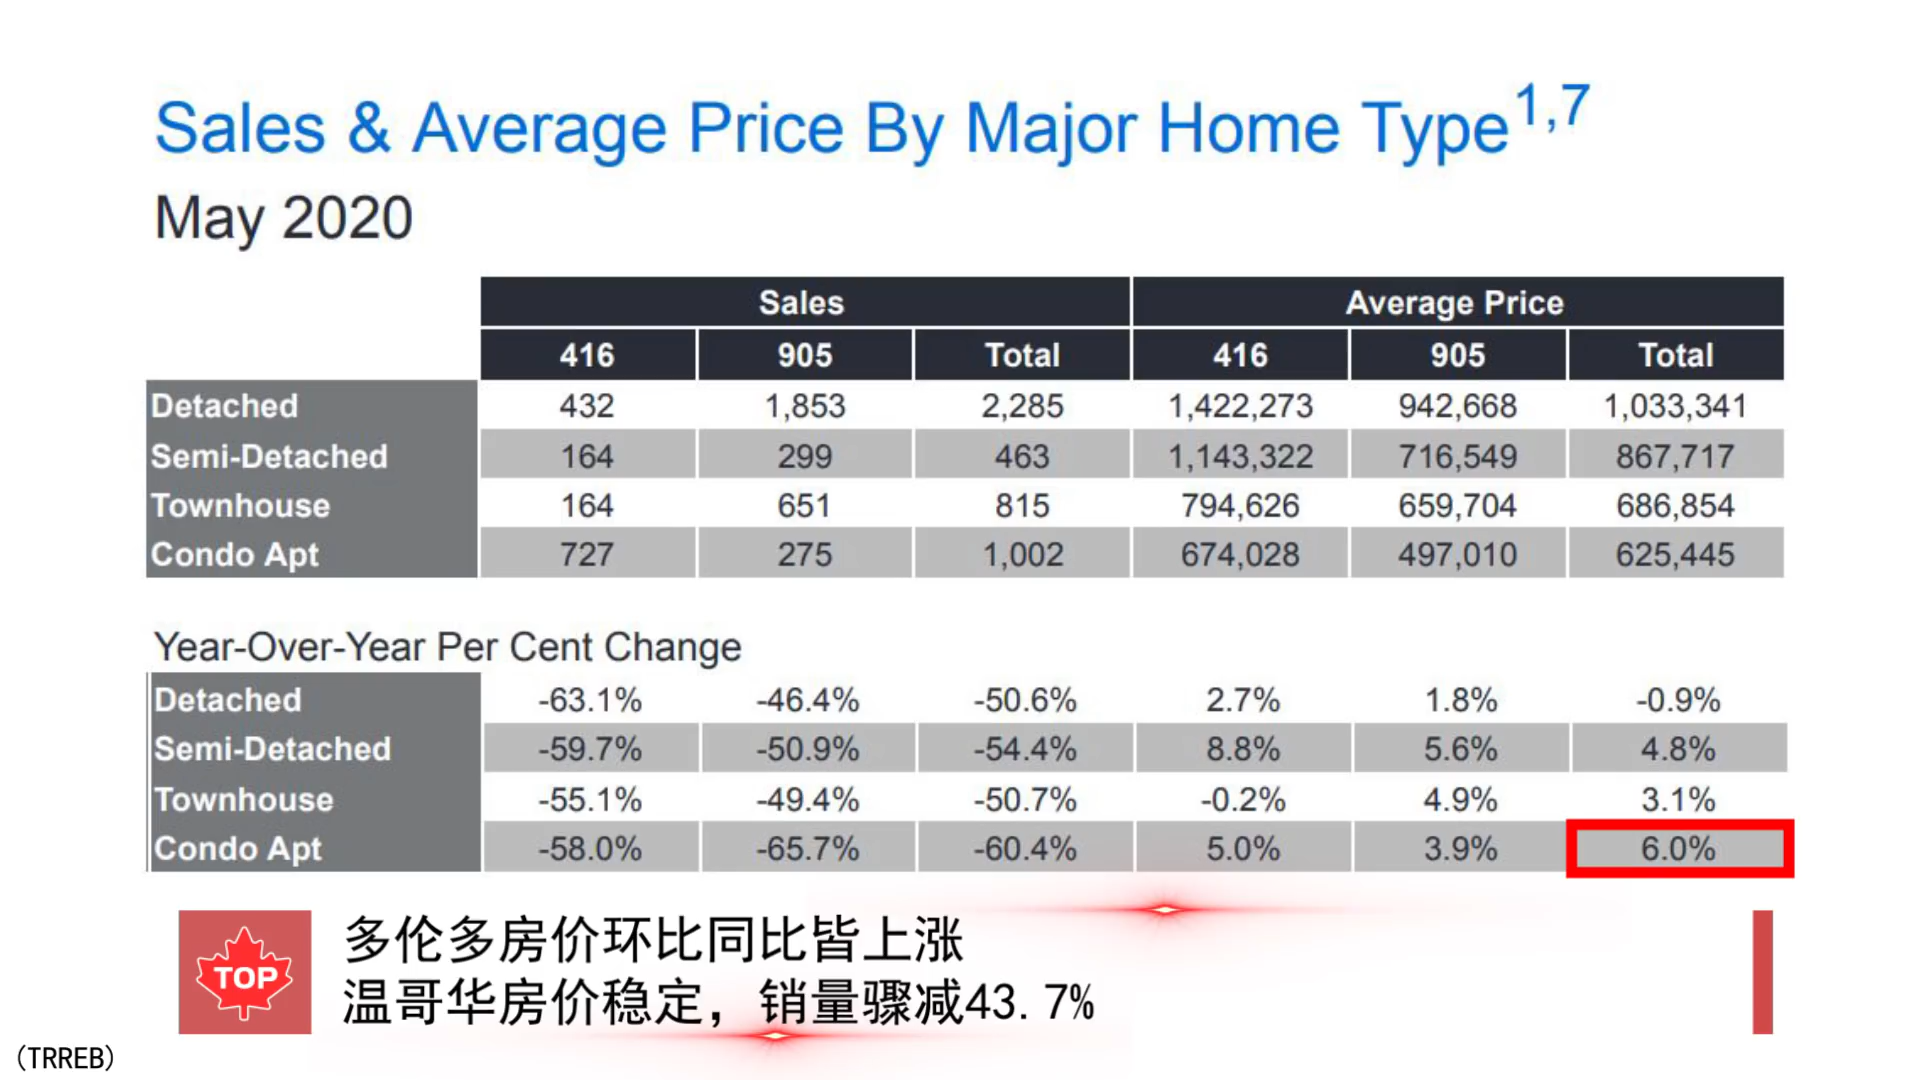 Sales & Average Price By Major Home Type1,7
May 2020
Sales Average Price
416 905 Total 416 905 Total
Detached 432 1,853 2,285 1,422,273 942,668 1,033,341
Semi-Detached 164 299 463 1,143,322 716,549 867,717
Townhouse 164 651 815 794,626 659,704 686,854
Condo Apt 727 275 1,002 674,028 497,010 625,445
Year-Over-Year Per Cent Change
Detached -63.1% -46.4% -50.6% 2.7% 1.8% -0.9%
Semi-Detached -59.7% -50.9% -54.4% 8.8% 5.6% 4.8%
Townhouse -55.1% -49.4% -50.7% -0.2% 4.9% 3.1%
Condo Apt -58.0% -65.7% -60.4% 5.0% 3.9% 6.0%
TOP
多伦多房价环比同比皆上涨
温哥华房价稳定，销量骤减43.7%
(TRREB)